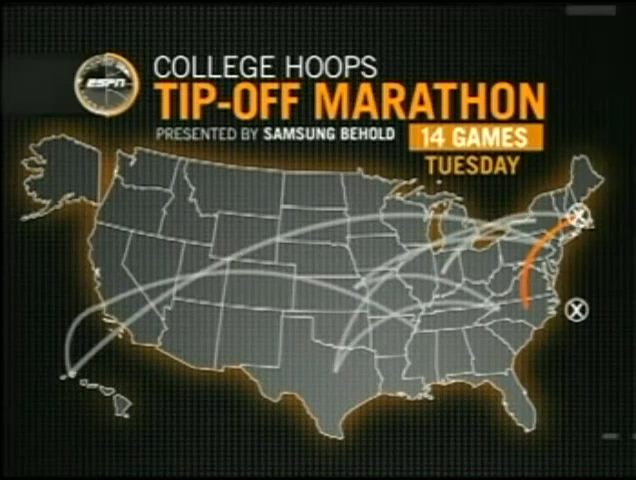 ESPN
COLLEGE HOOPS
TIP-OFF MARATHON
PRESENTED BY SAMSUNG BEHOLD
14 GAMES
TUESDAY
X
X